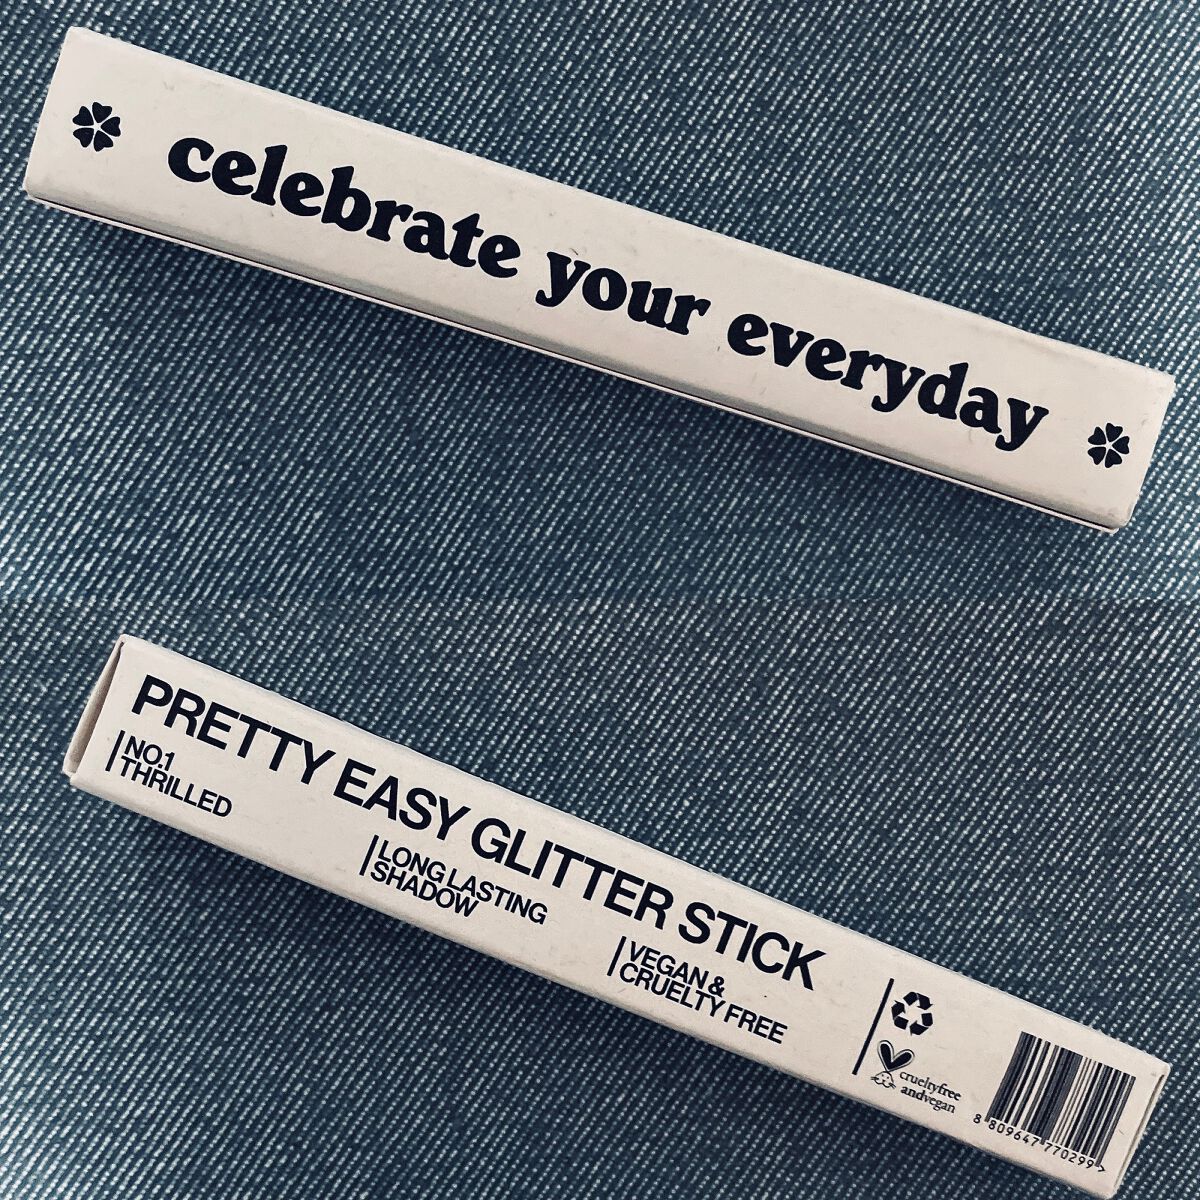 celebrate your everyday
PRETTY EASY GLITTER STICK
NO.1
THRILLED
LONG LASTING
SHADOW
VEGAN &
CRUELTY FREE
crueltyfree
andvegan
8 809647 770299 >